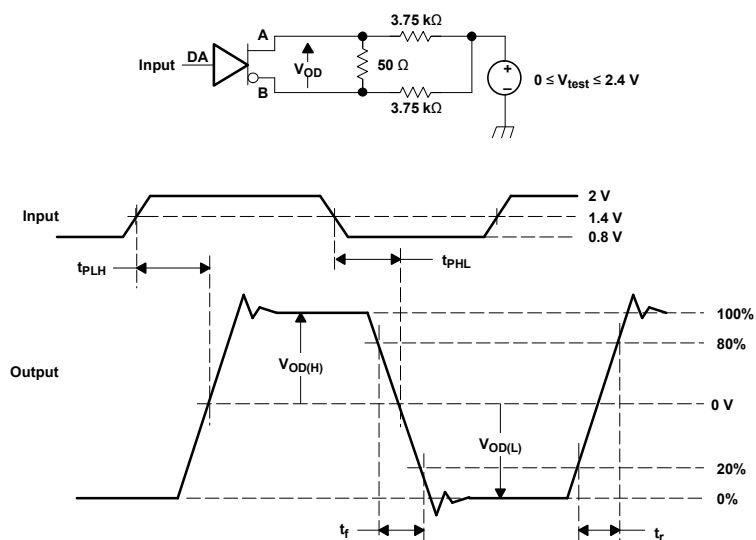 3.75 kΩ
Input
DA
A
V_OD
50 Ω
B
3.75 kΩ
+
−
0 ≤ V_test ≤ 2.4 V
Input
2 V
1.4 V
0.8 V
t_PLH
t_PHL
Output
100%
80%
V_OD(H)
0 V
V_OD(L)
20%
0%
t_f
t_r